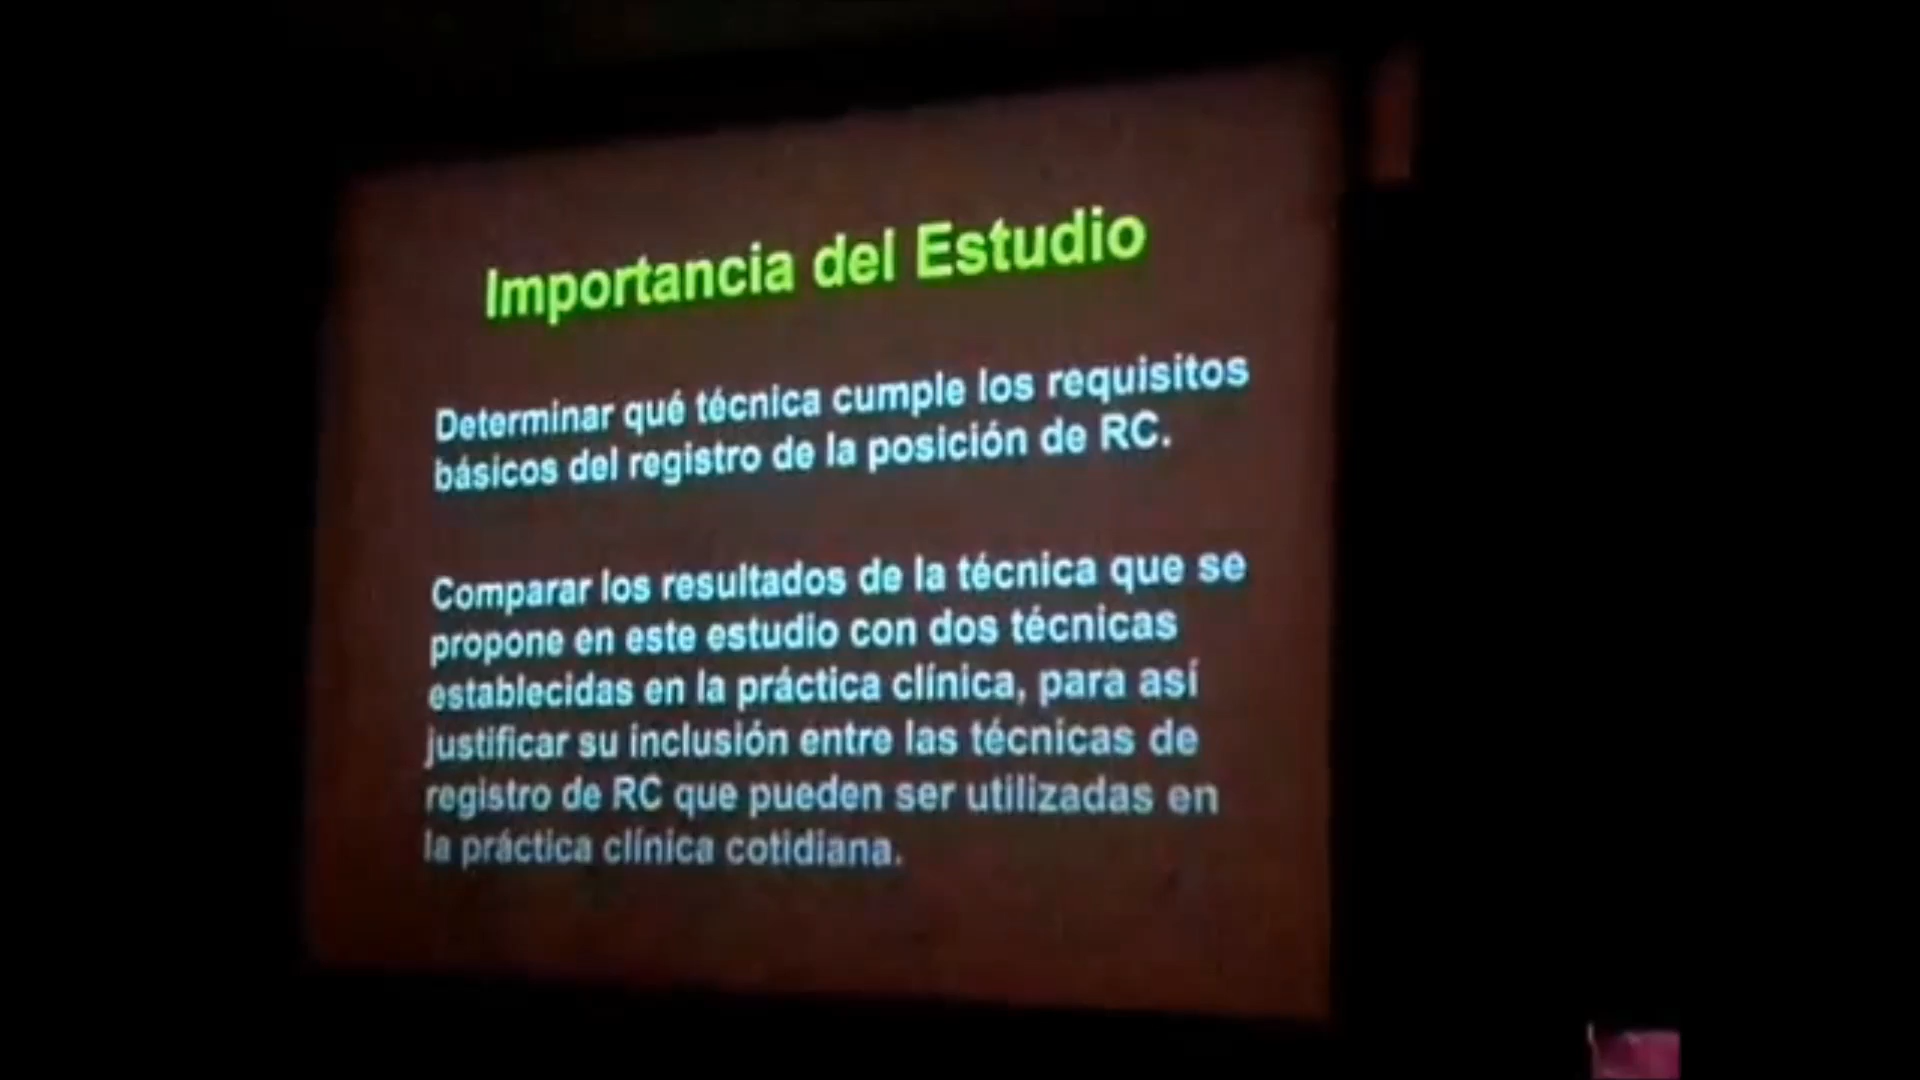 Importancia del Estudio
Determinar qué técnica cumple los requisitos
básicos del registro de la posición de RC.
Comparar los resultados de la técnica que se
propone en este estudio con dos técnicas
establecidas en la práctica clínica, para así
justificar su inclusión entre las técnicas de
registro de RC que pueden ser utilizadas en
la práctica clínica cotidiana.